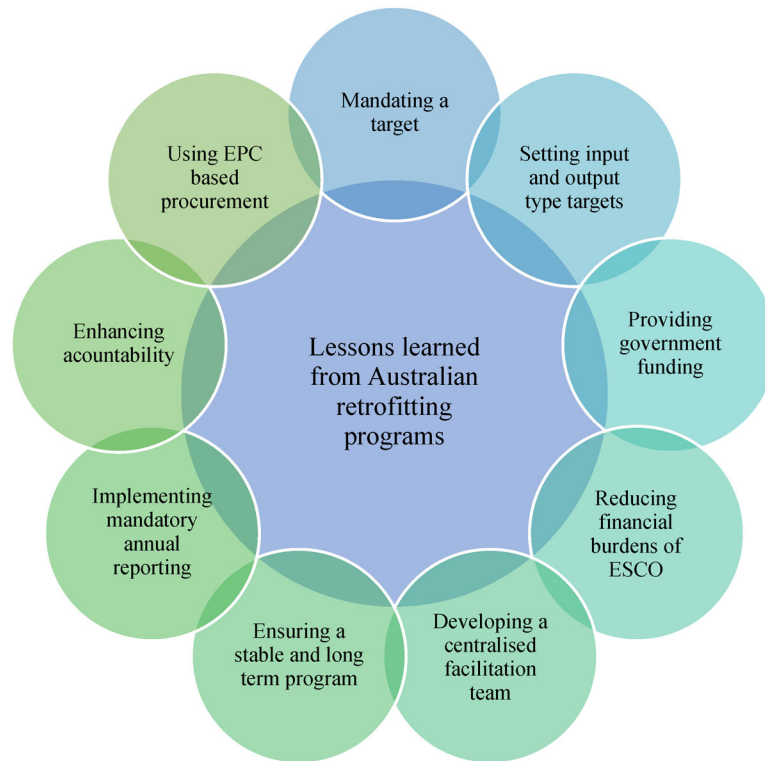 Mandating a
target
Setting input
and output
type targets
Providing
government
funding
Reducing
financial
burdens of
ESCO
Developing a
centralised
facilitation
team
Ensuring a
stable and long
term program
Implementing
mandatory
annual
reporting
Enhancing
acountability
Using EPC
based
procurement
Lessons learned
from Australian
retrofitting
programs